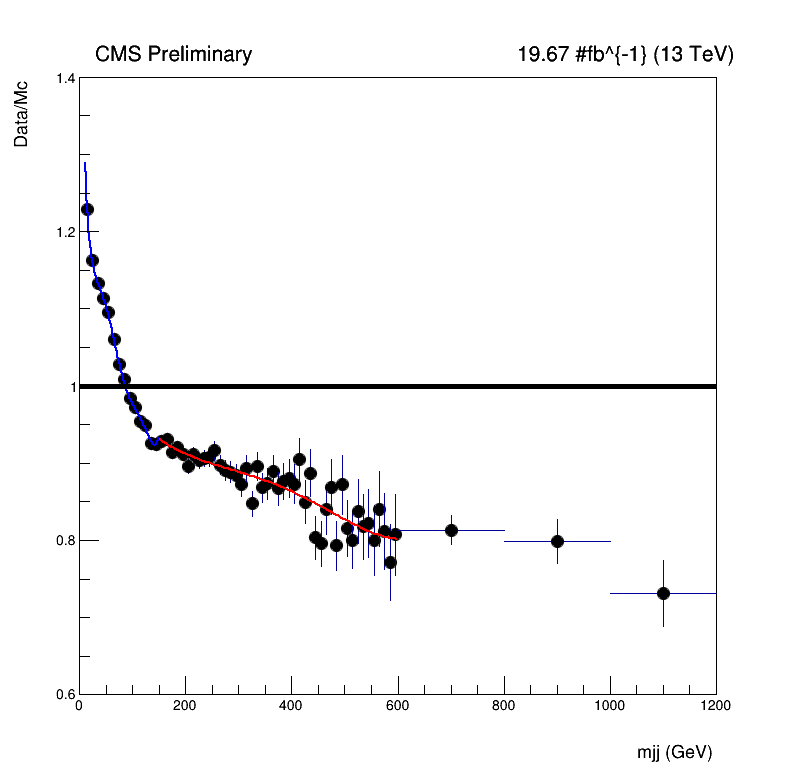 CMS Preliminary
19.67 #fb^{-1} (13 TeV)
Data/Mc
1.4
1.2
1
0.8
0.6
0 200 400 600 800 1000 1200
mjj (GeV)